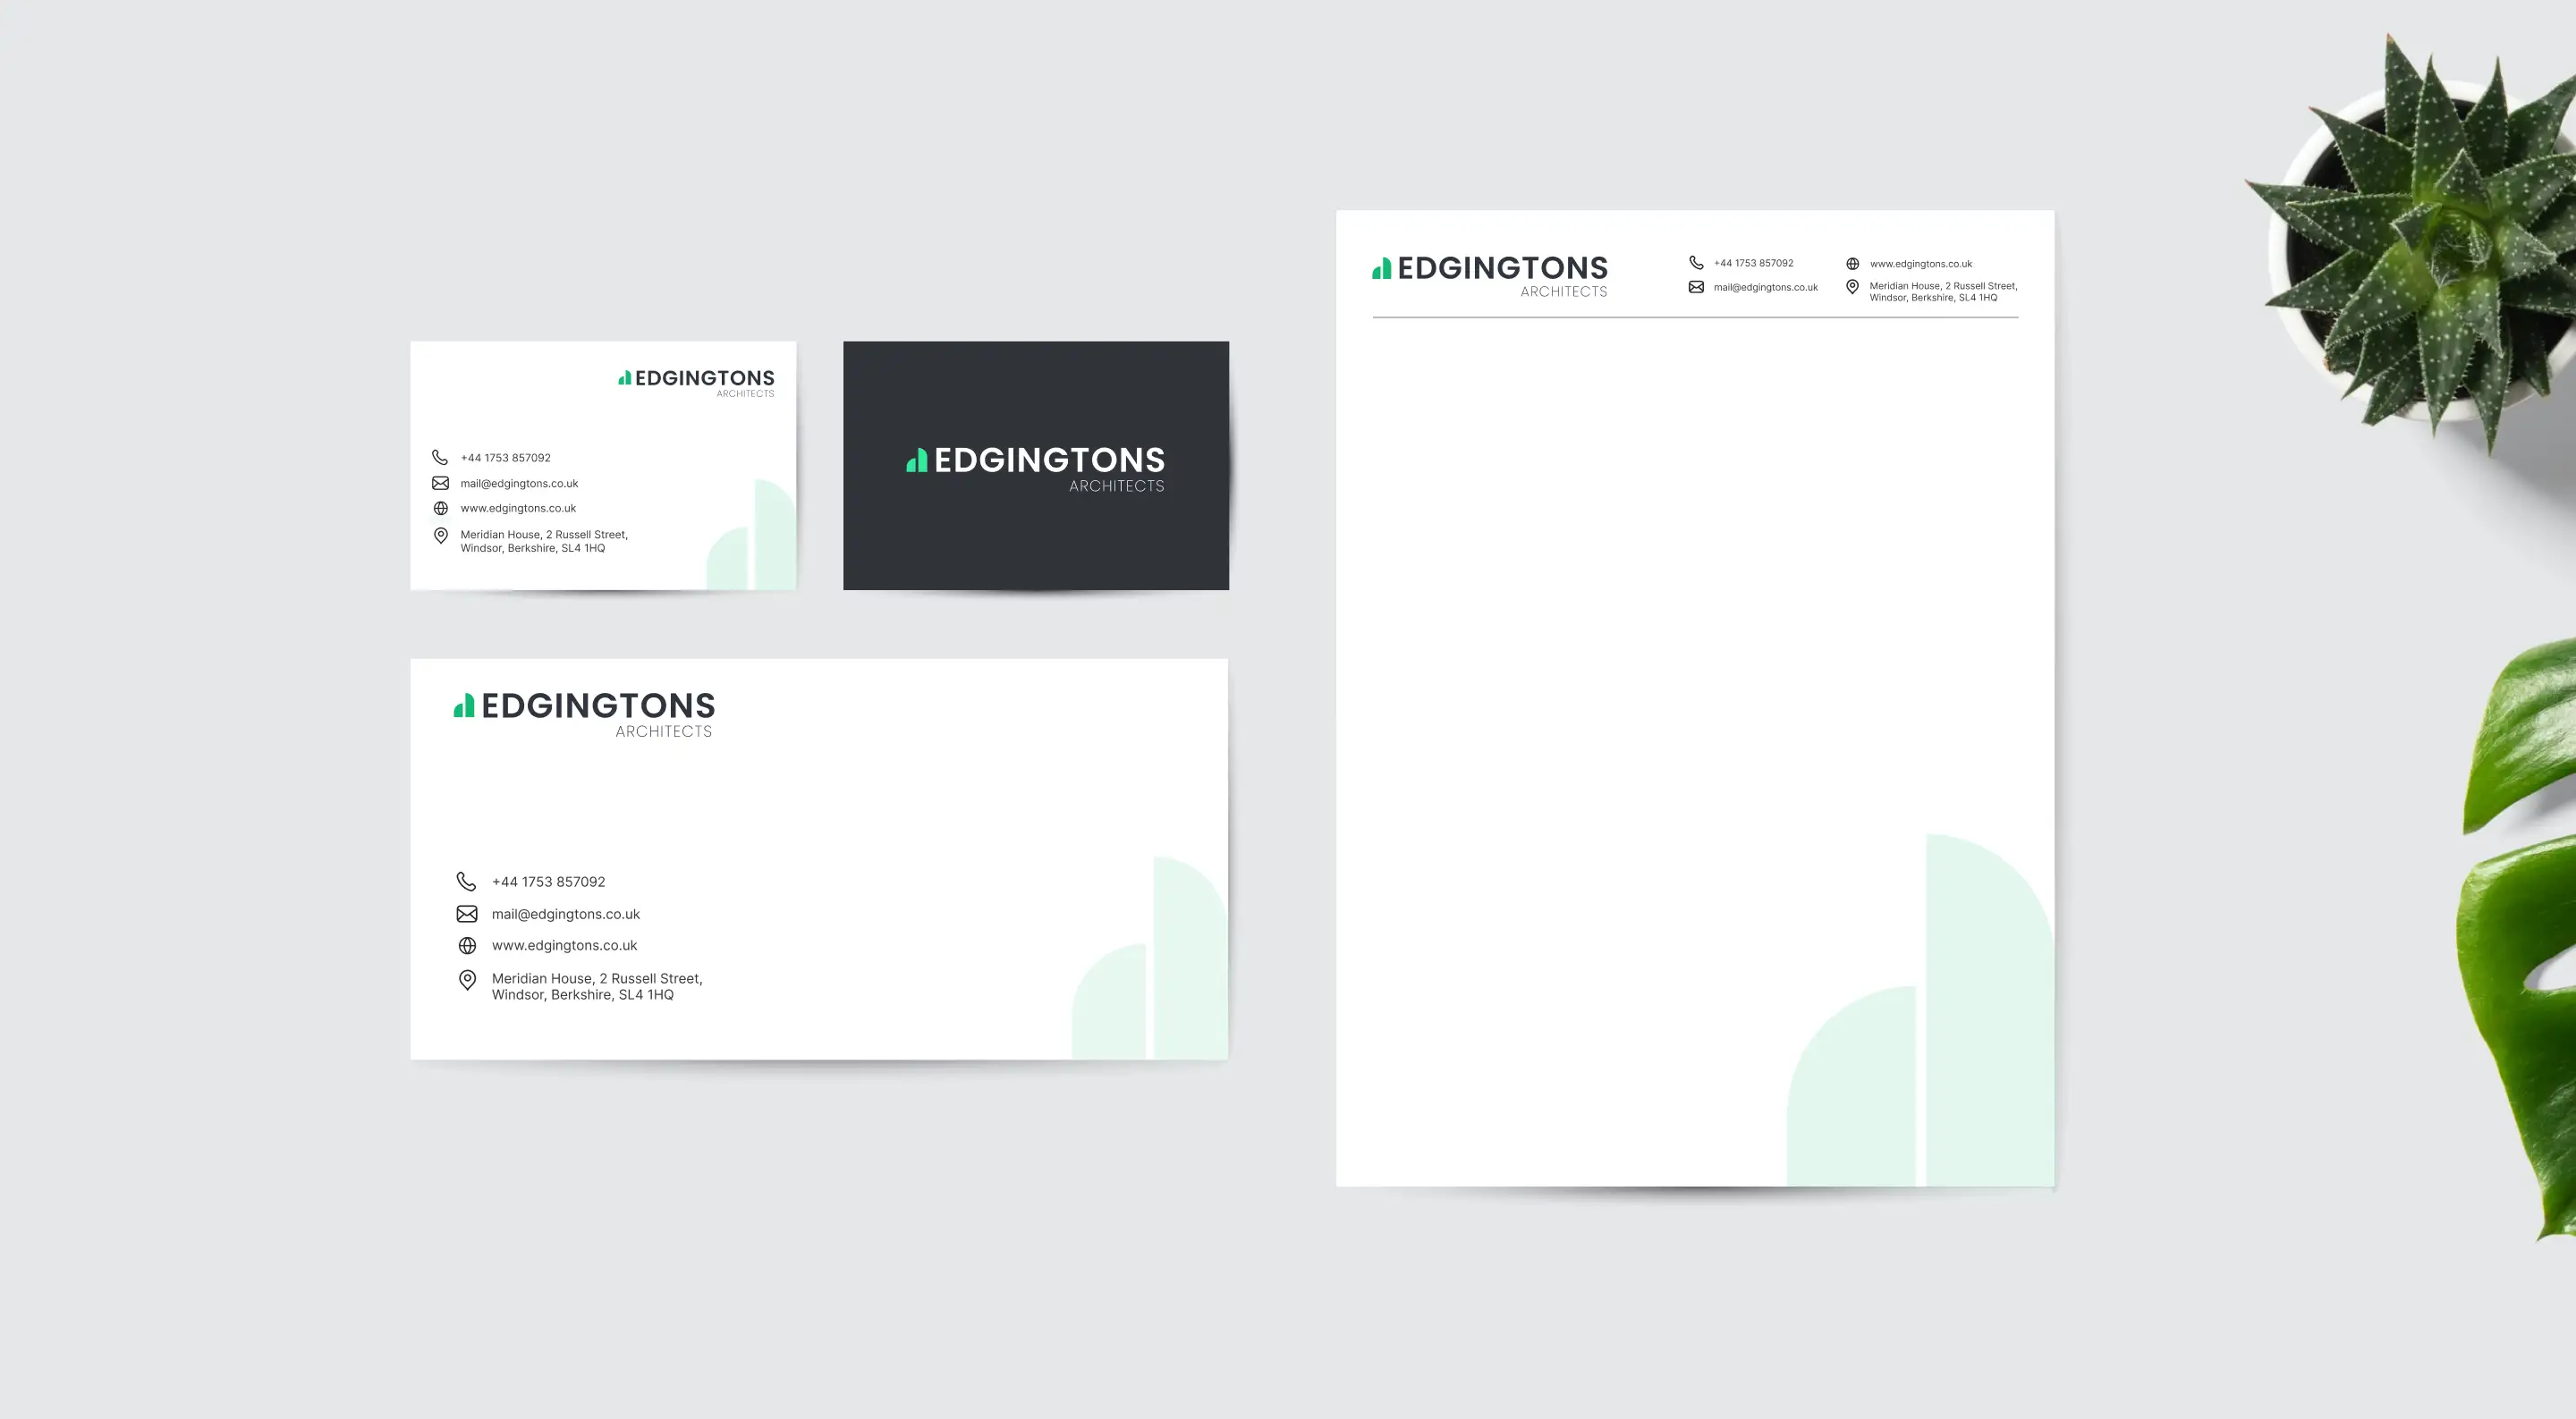 EDGINGTONS
ARCHITECTS
+44 1753 857092
mail@edgingtons.co.uk
www.edgingtons.co.uk
Meridian House, 2 Russell Street,
Windsor, Berkshire, SL4 1HQ
EDGINGTONS
ARCHITECTS
EDGINGTONS
ARCHITECTS
+44 1753 857092
mail@edgingtons.co.uk
www.edgingtons.co.uk
Meridian House, 2 Russell Street,
Windsor, Berkshire, SL4 1HQ
EDGINGTONS
ARCHITECTS
+44 1753 857092
mail@edgingtons.co.uk
www.edgingtons.co.uk
Meridian House, 2 Russell Street,
Windsor, Berkshire, SL4 1HQ